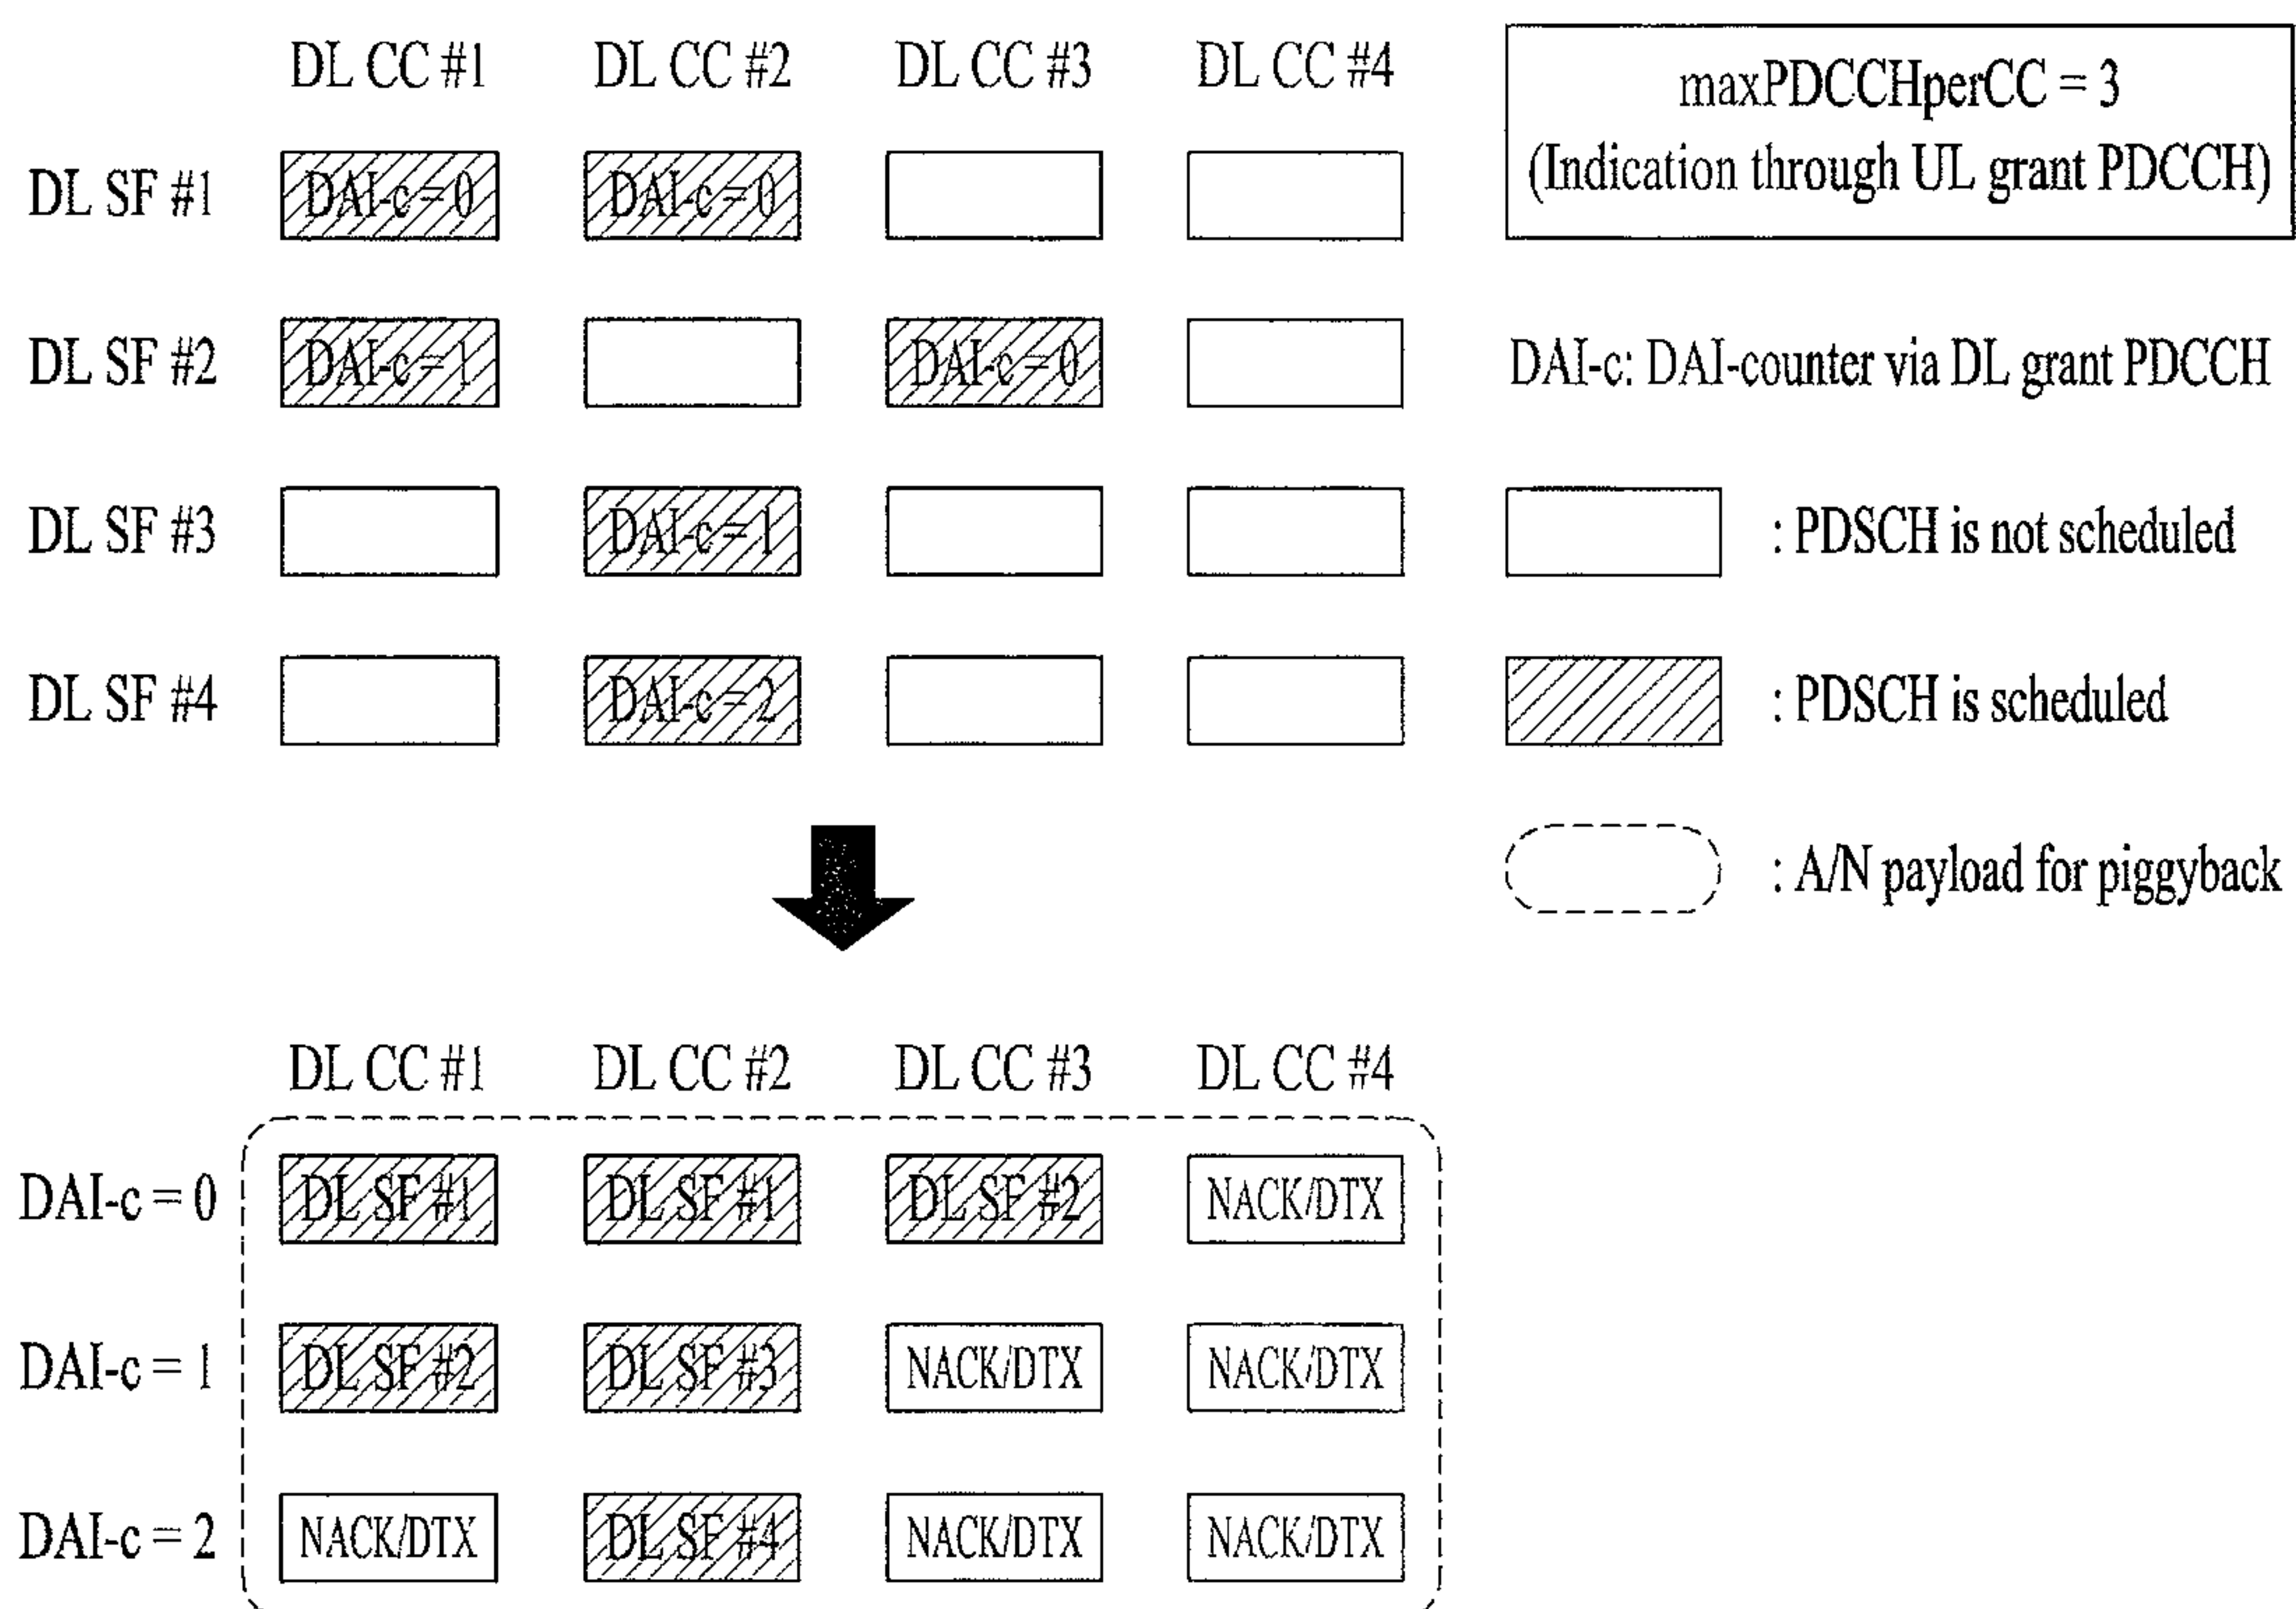 DL CC #1 DL CC #2 DL CC #3 DL CC #4
maxPDCCHperCC = 3
(Indication through UL grant PDCCH)
DL SF #1 DAI-c = 0 DAI-c = 0
DL SF #2 DAI-c = 1 DAI-c = 0
DAI-c: DAI-counter via DL grant PDCCH
DL SF #3 DAI-c = 1
: PDSCH is not scheduled
DL SF #4 DAI-c = 2
: PDSCH is scheduled
: A/N payload for piggyback
DL CC #1 DL CC #2 DL CC #3 DL CC #4
DAI-c = 0 DL SF #1 DL SF #1 DL SF #2 NACK/DTX
DAI-c = 1 DL SF #2 DL SF #3 NACK/DTX NACK/DTX
DAI-c = 2 NACK/DTX DL SF #4 NACK/DTX NACK/DTX